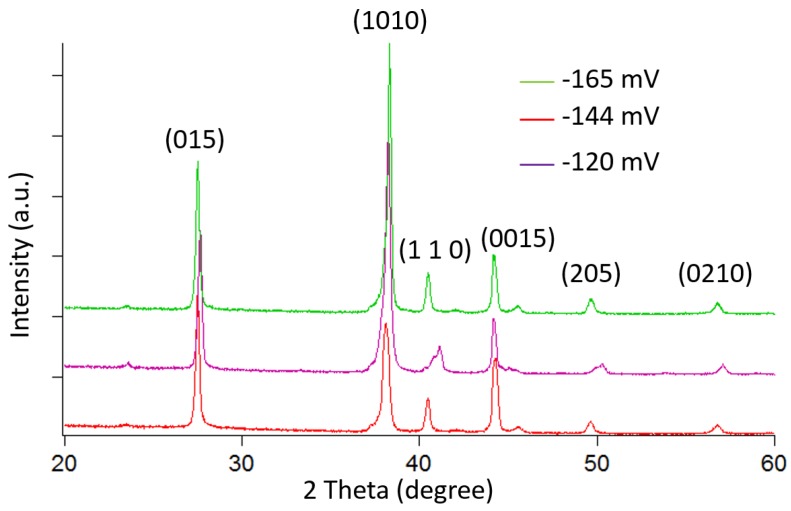 (1010)
-165 mV
-144 mV
(015)
-120 mV
(1 1 0)
(0015)
(205)
(0210)
Intensity (a.u.)
20
30
40
50
60
2 Theta (degree)